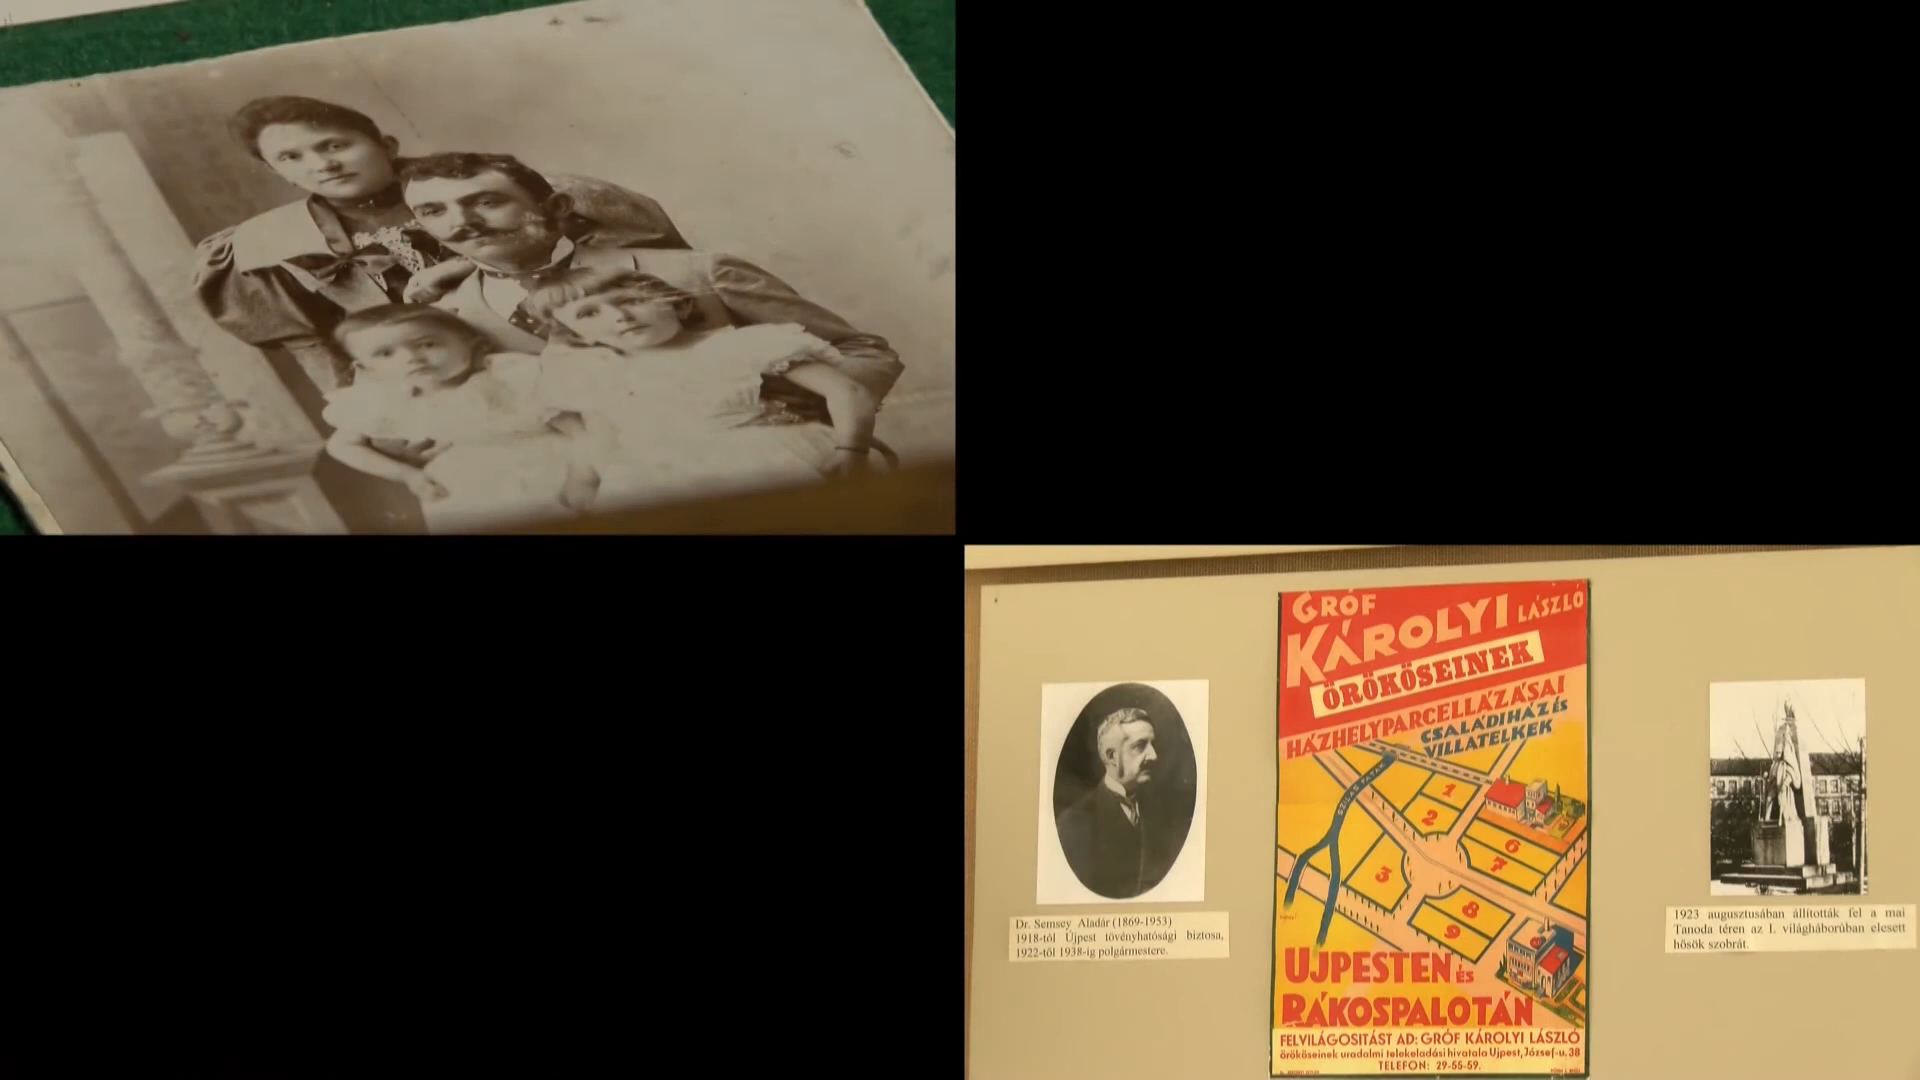 GRÓF
KÁROLYI LÁSZLÓ
ÖRÖKÖSEINEK
HÁZHELYPARCELLÁZÁSAI
CSALÁDIHÁZ ÉS
VILLATELKEK
SZILAS PATAK
1
2
3
6
7
8
9
UJPESTEN ÉS
RÁKOSPALOTÁN
FELVILÁGOSITÁST AD: GRÓF KÁROLYI LÁSZLÓ
örököseinek uradalmi telekeladási hivatala Ujpest, József-u. 38
TELEFON: 29-55-59.
Dr. Semsey Aladár (1869-1953)
1918-tól Újpest tövényhatósági biztosa,
1922-től 1938-ig polgármestere.
1923 augusztusában állították fel a mai
Tanoda téren az I. világháborúban elesett
hősök szobrát.